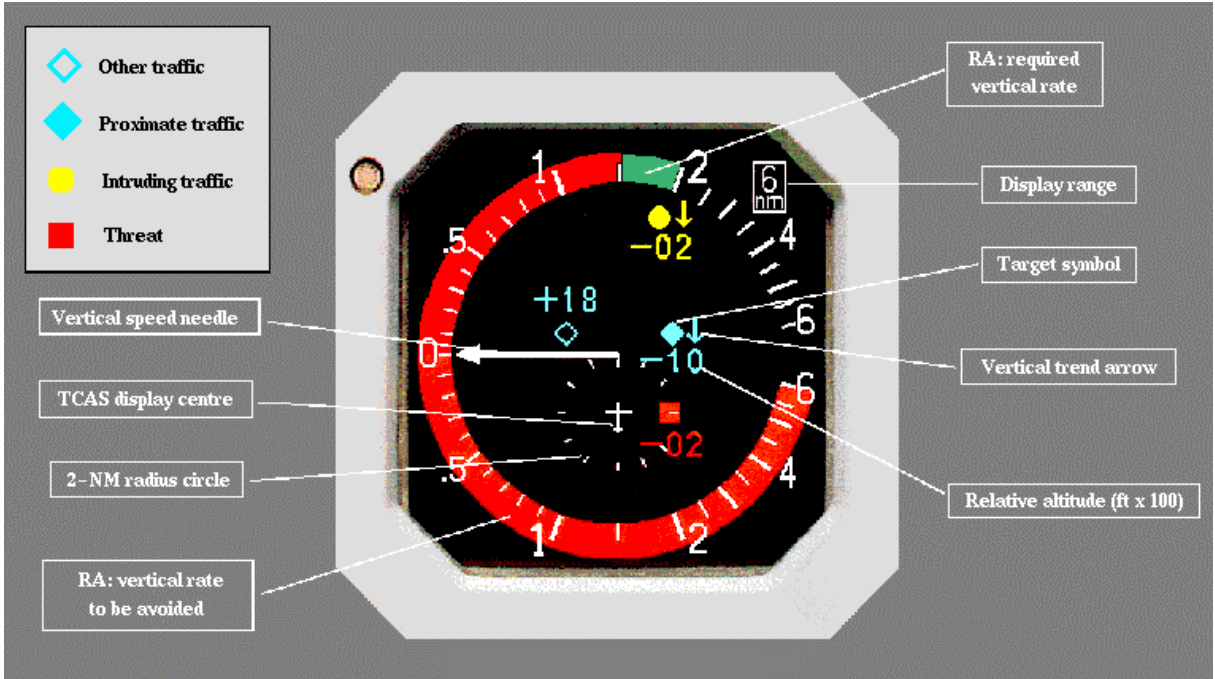 Other traffic
Proximate traffic
Intruding traffic
Threat
RA: required
vertical rate
Display range
Target symbol
Vertical speed needle
Vertical trend arrow
TCAS display centre
2-NM radius circle
Relative altitude (ft x 100)
RA: vertical rate
to be avoided
1
2
6
nm
.5
-02
4
+18
6
0
-10
6
-02
.5
4
1
2